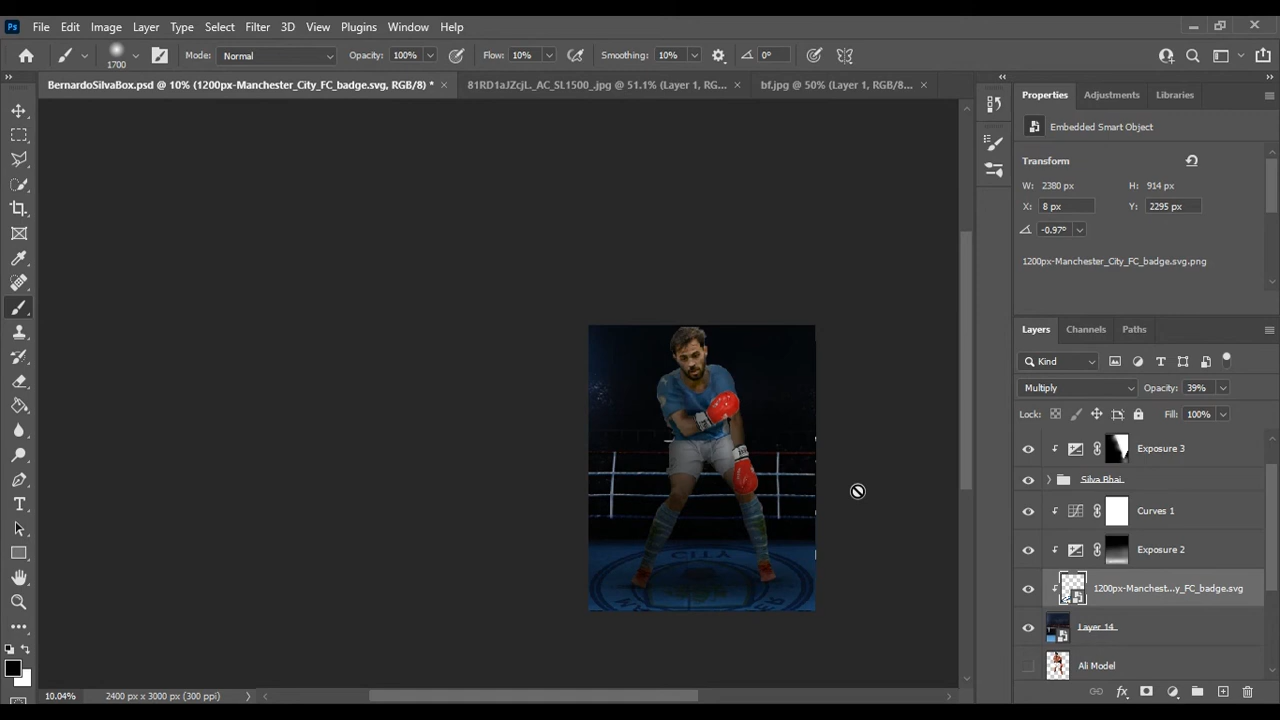 Ps File Edit Image Layer Type Select Filter 3D View Plugins Window Help
1700 Mode: Normal Opacity: 100% Flow: 10% Smoothing: 10% 0°
BernardoSilvaBox.psd @ 10% (1200px-Manchester_City_FC_badge.svg, RGB/8) * 81RD1aJZcjL._AC_SL1500_.jpg @ 51.1% (Layer 1, RG... bf.jpg @ 50% (Layer 1, RGB/8...
Properties Adjustments Libraries
Embedded Smart Object
Transform
W: 2380 px H: 914 px
X: 8 px Y: 2295 px
-0.97°
1200px-Manchester_City_FC_badge.svg.png
Layers Channels Paths
Kind
Multiply Opacity: 39%
Lock: Fill: 100%
Exposure 3
Silva Bhai
Curves 1
Exposure 2
1200px-Manchest...y_FC_badge.svg
Layer 14
Ali Model
CITY
10.04% 2400 px x 3000 px (300 ppi)